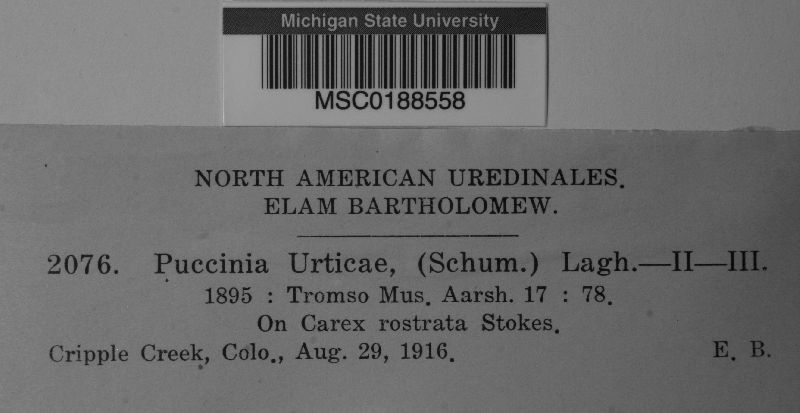 Michigan State University
MSC0188558
NORTH AMERICAN UREDINALES.
ELAM BARTHOLOMEW.
2076. Puccinia Urticae, (Schum.) Lagh.—II—III.
1895 : Tromso Mus. Aarsh. 17 : 78.
On Carex rostrata Stokes.
Cripple Creek, Colo., Aug. 29, 1916. E. B.